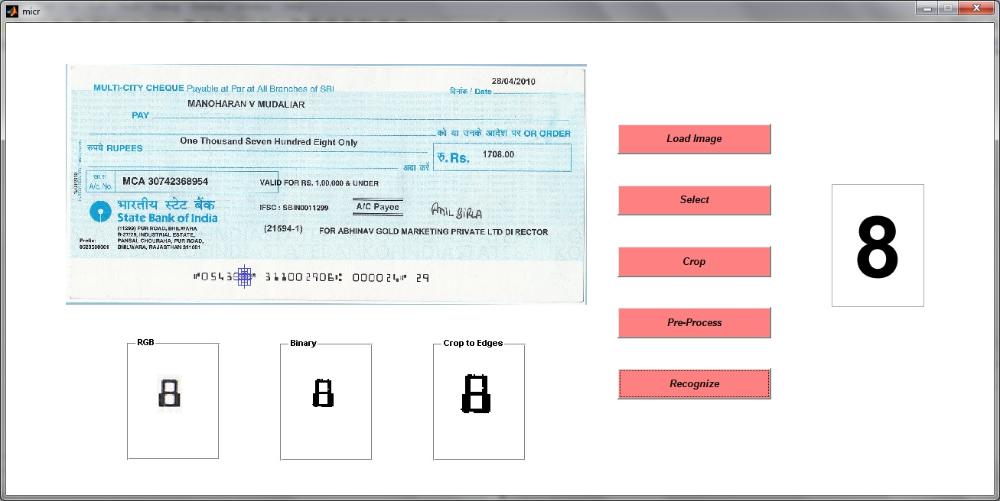 micr
28/04/2010
MULTI-CITY CHEQUE Payable at Par at All Branches of SBI
दिनांक / Date
MANOHARAN V MUDALIAR
PAY
को या उनके आदेश पर OR ORDER
रुपये RUPEES One Thousand Seven Hundred Eight Only
अदा करें रु.Rs. 1708.00
खा.सं.
A/c. No. MCA 30742368954
VALID FOR RS. 1,00,000 & UNDER
भारतीय स्टेट बैंक
State Bank of India
IFSC : SBIN0011299
A/C Payee
ANIL BIRLA
(11299) PUR ROAD, BHILWARA
B-27/28, INDUSTRIAL ESTATE,
PANSAL CHOURAHA, PUR ROAD,
BHILWARA, RAJASTHAN 311001
Prefix:
0523500001
(21594-1) FOR ABHINAV GOLD MARKETING PRIVATE LTD DI RECTOR
⑈0543 311002906⑆ 000024⑈ 29
Load Image
Select
Crop
Pre-Process
Recognize
8
RGB
8
Binary
8
Crop to Edges
8